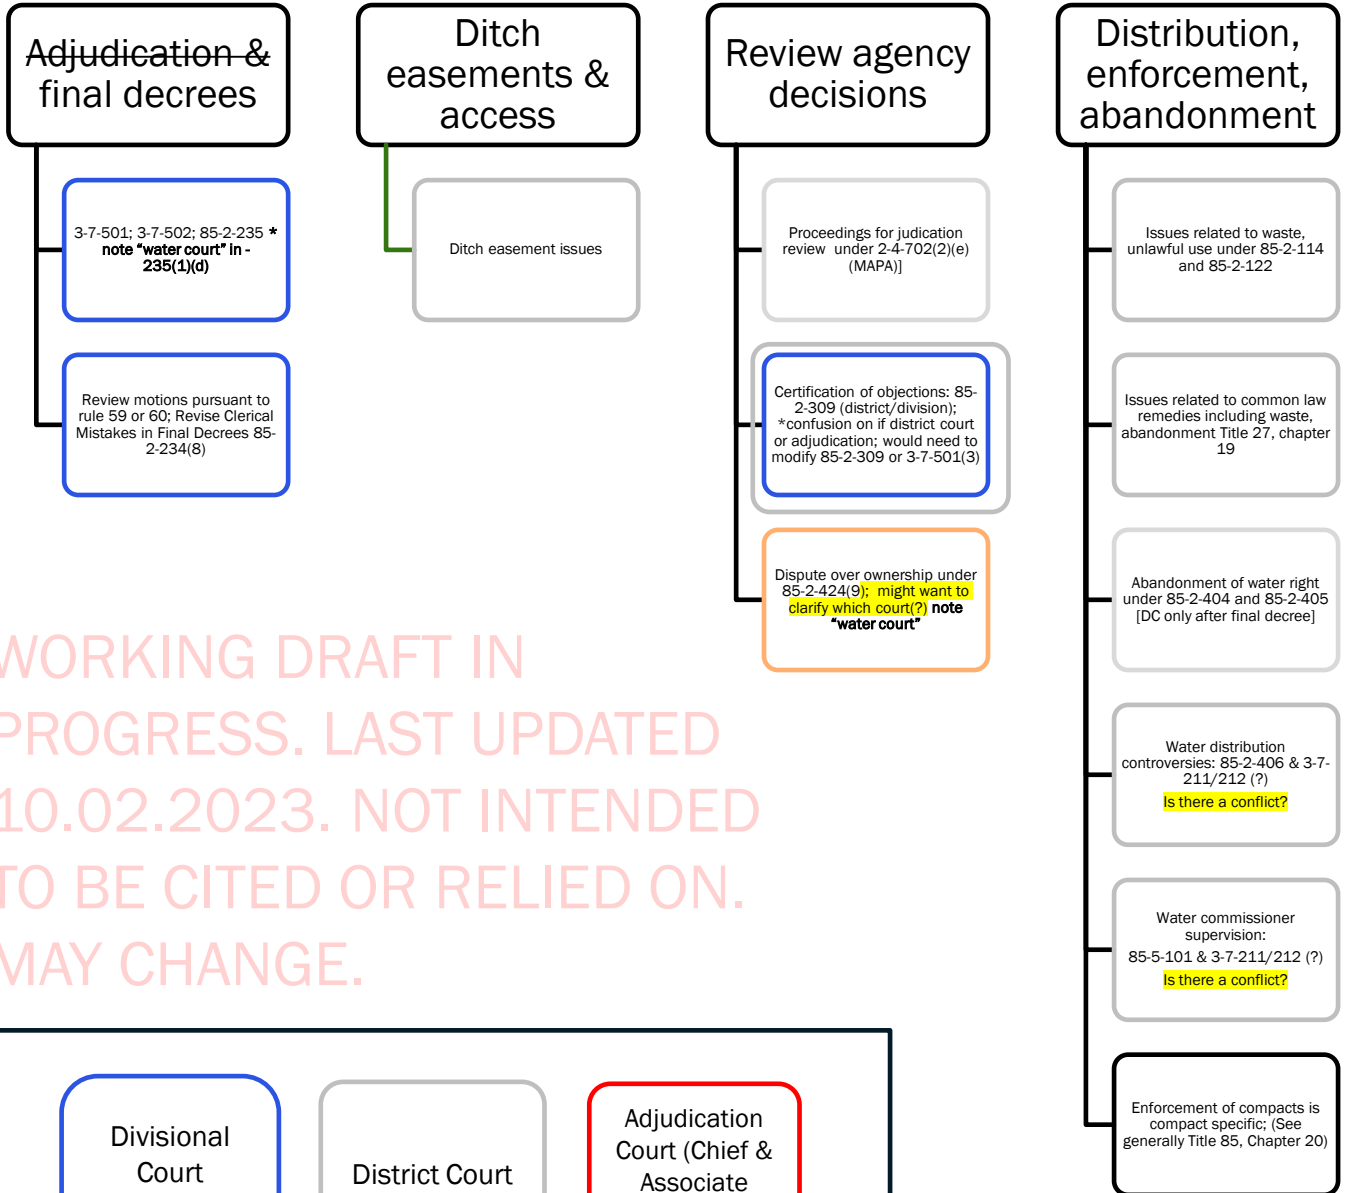 Adjudication &
final decrees
3-7-501; 3-7-502; 85-2-235 *
note “water court” in -
235(1)(d)
Review motions pursuant to
rule 59 or 60; Revise Clerical
Mistakes in Final Decrees 85-
2-234(8)
Ditch
easements &
access
Ditch easement issues
Review agency
decisions
Proceedings for judication
review  under 2-4-702(2)(e)
(MAPA)]
Certification of objections: 85-
2-309 (district/division);
*confusion on if district court
or adjudication; would need to
modify 85-2-309 or 3-7-501(3)
Dispute over ownership under
85-2-424(9);  might want to
clarify which court(?) note
“water court”
Distribution,
enforcement,
abandonment
Issues related to waste,
unlawful use under 85-2-114
and 85-2-122
Issues related to common law
remedies including waste,
abandonment Title 27, chapter
19
Abandonment of water right
under 85-2-404 and 85-2-405
[DC only after final decree]
Water distribution
controversies: 85-2-406 & 3-7-
211/212 (?)
Is there a conflict?
Water commissioner
supervision:
85-5-101 & 3-7-211/212 (?)
Is there a conflict?
Enforcement of compacts is
compact specific; (See
generally Title 85, Chapter 20)
WORKING DRAFT IN
PROGRESS. LAST UPDATED
10.02.2023. NOT INTENDED
TO BE CITED OR RELIED ON.
MAY CHANGE.
Divisional
Court
District Court
Adjudication
Court (Chief &
Associate